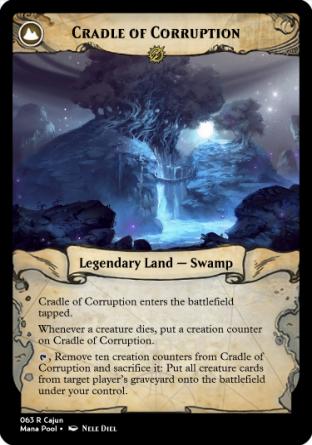 CRADLE OF CORRUPTION
Legendary Land — Swamp
Cradle of Corruption enters the battlefield
tapped.
Whenever a creature dies, put a creation counter
on Cradle of Corruption.
, Remove ten creation counters from Cradle of
Corruption and sacrifice it: Put all creature cards
from target player's graveyard onto the battlefield
under your control.
063 R Cajun
Mana Pool • NELE DIEL